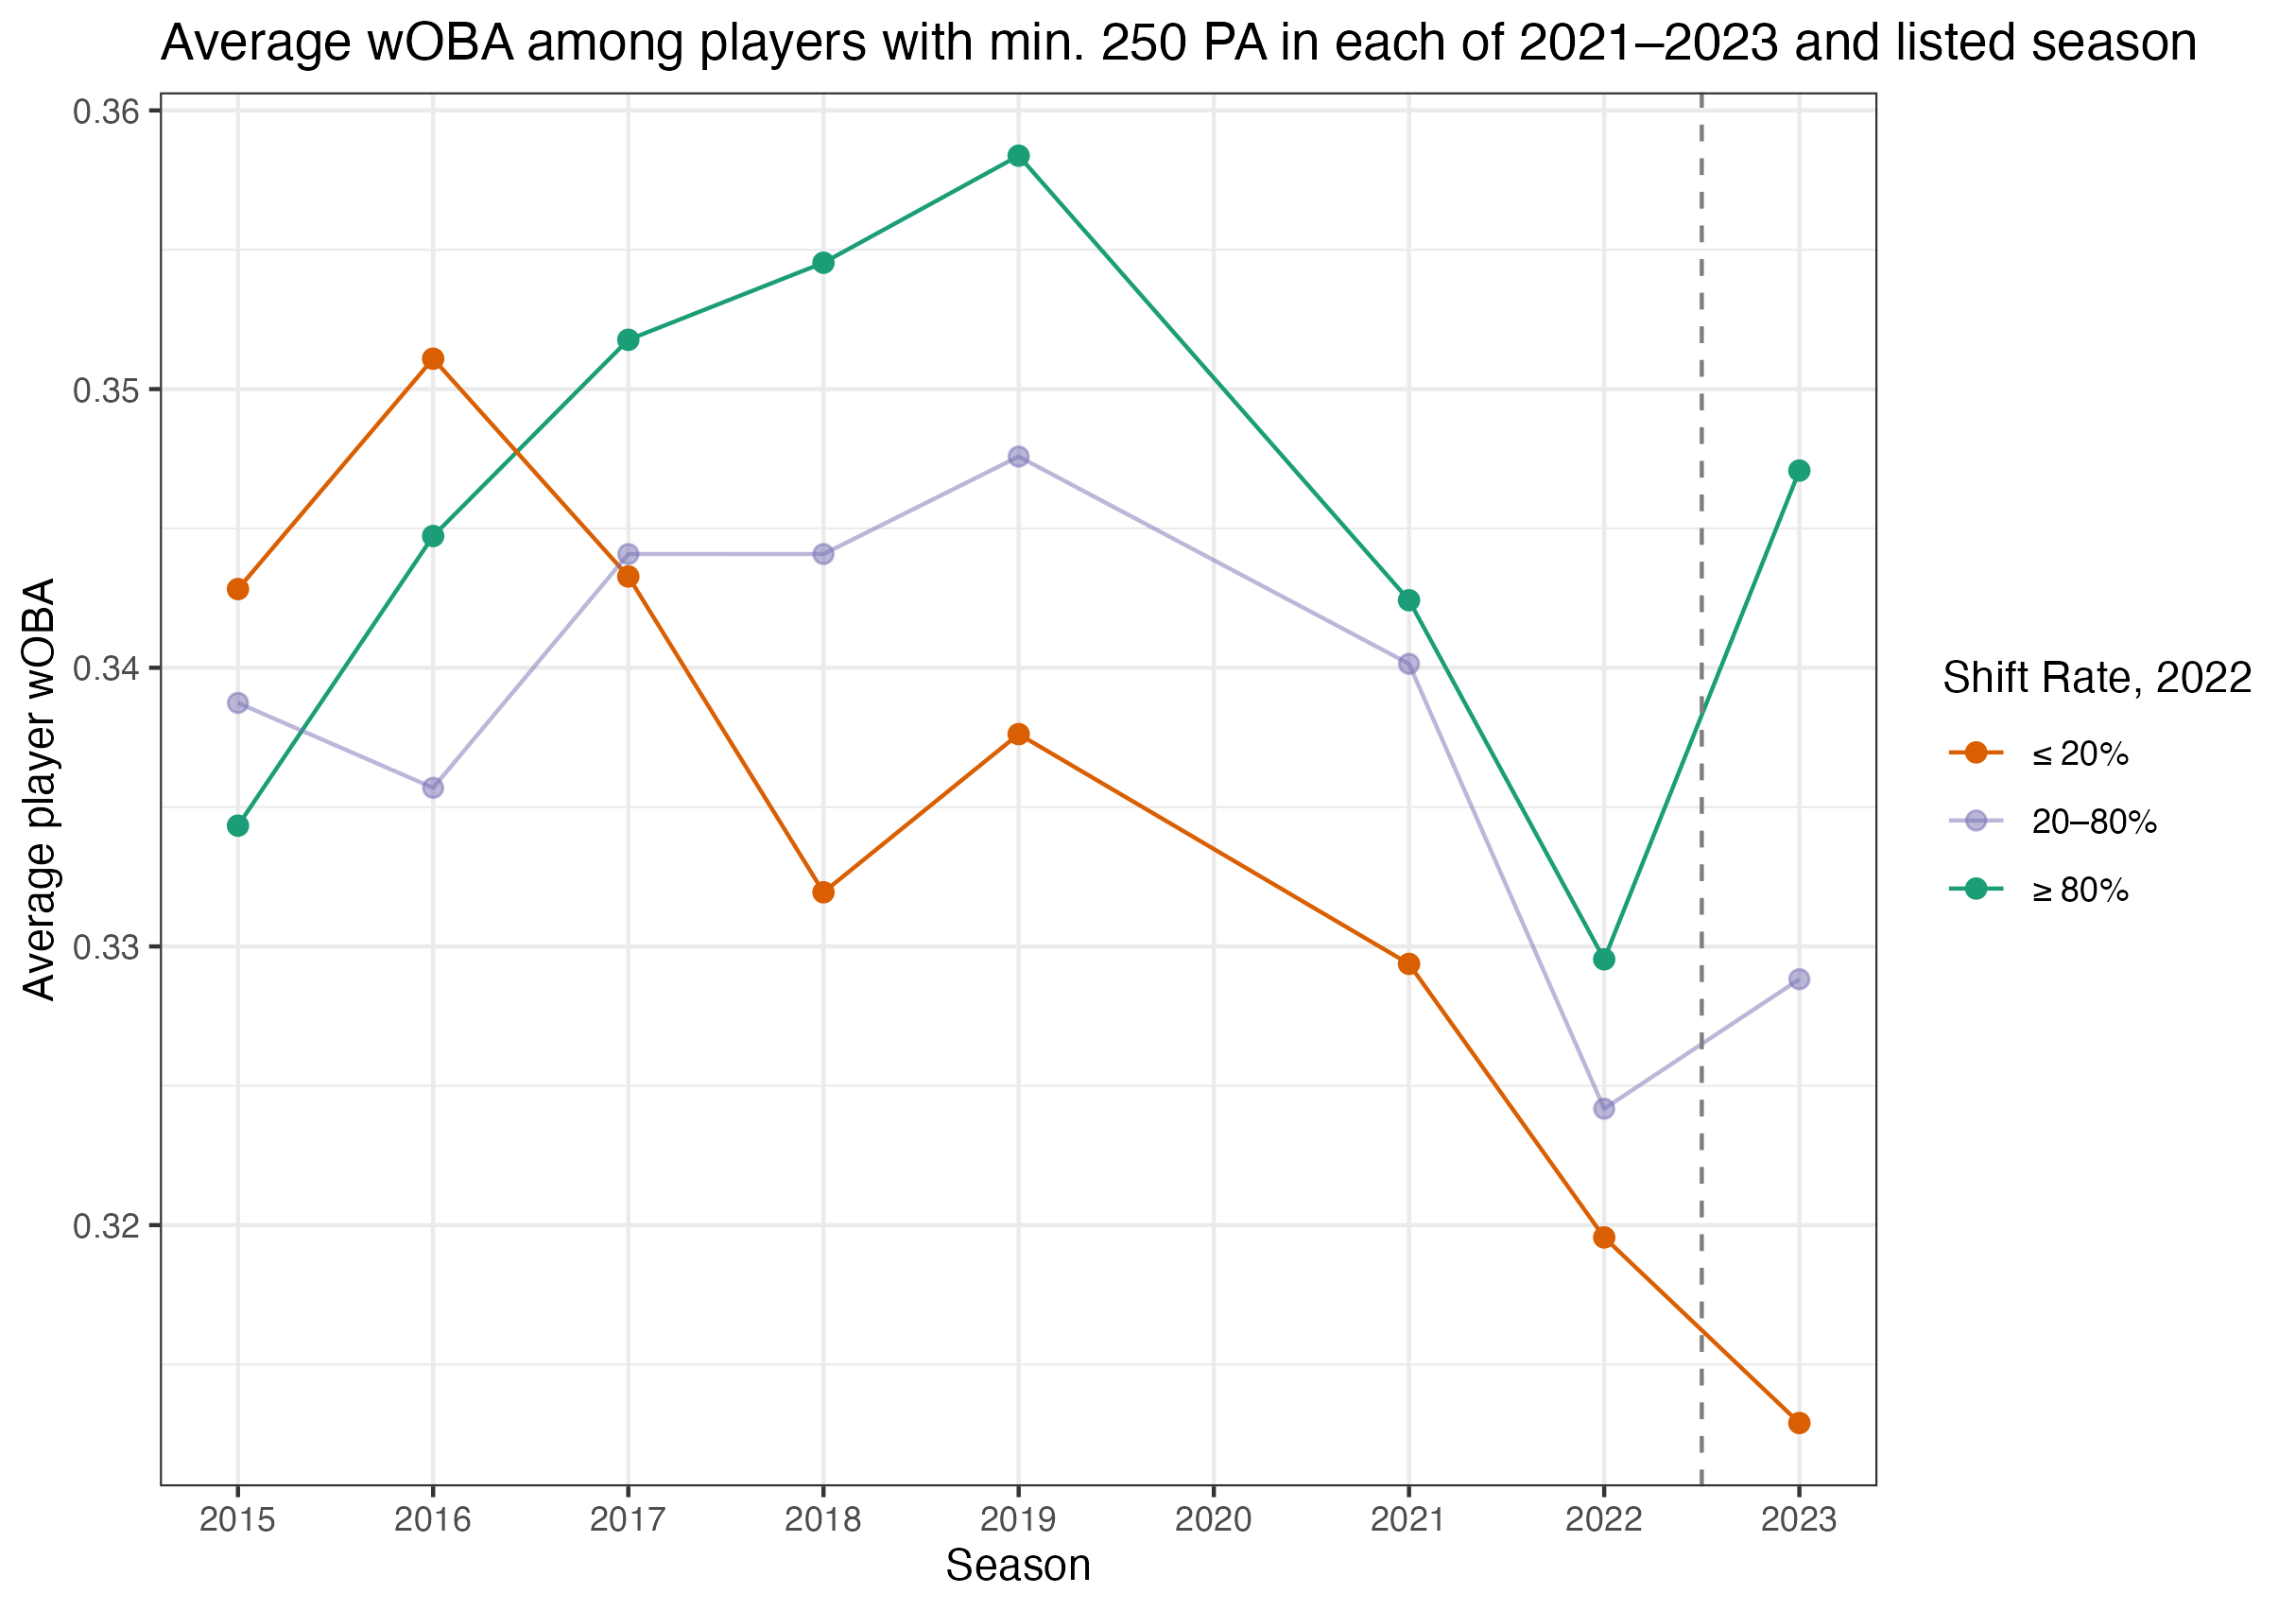 Average wOBA among players with min. 250 PA in each of 2021–2023 and listed season
Average player wOBA
0.36
0.35
0.34
0.33
0.32
2015 2016 2017 2018 2019 2020 2021 2022 2023
Season
Shift Rate, 2022
≤ 20%
20–80%
≥ 80%